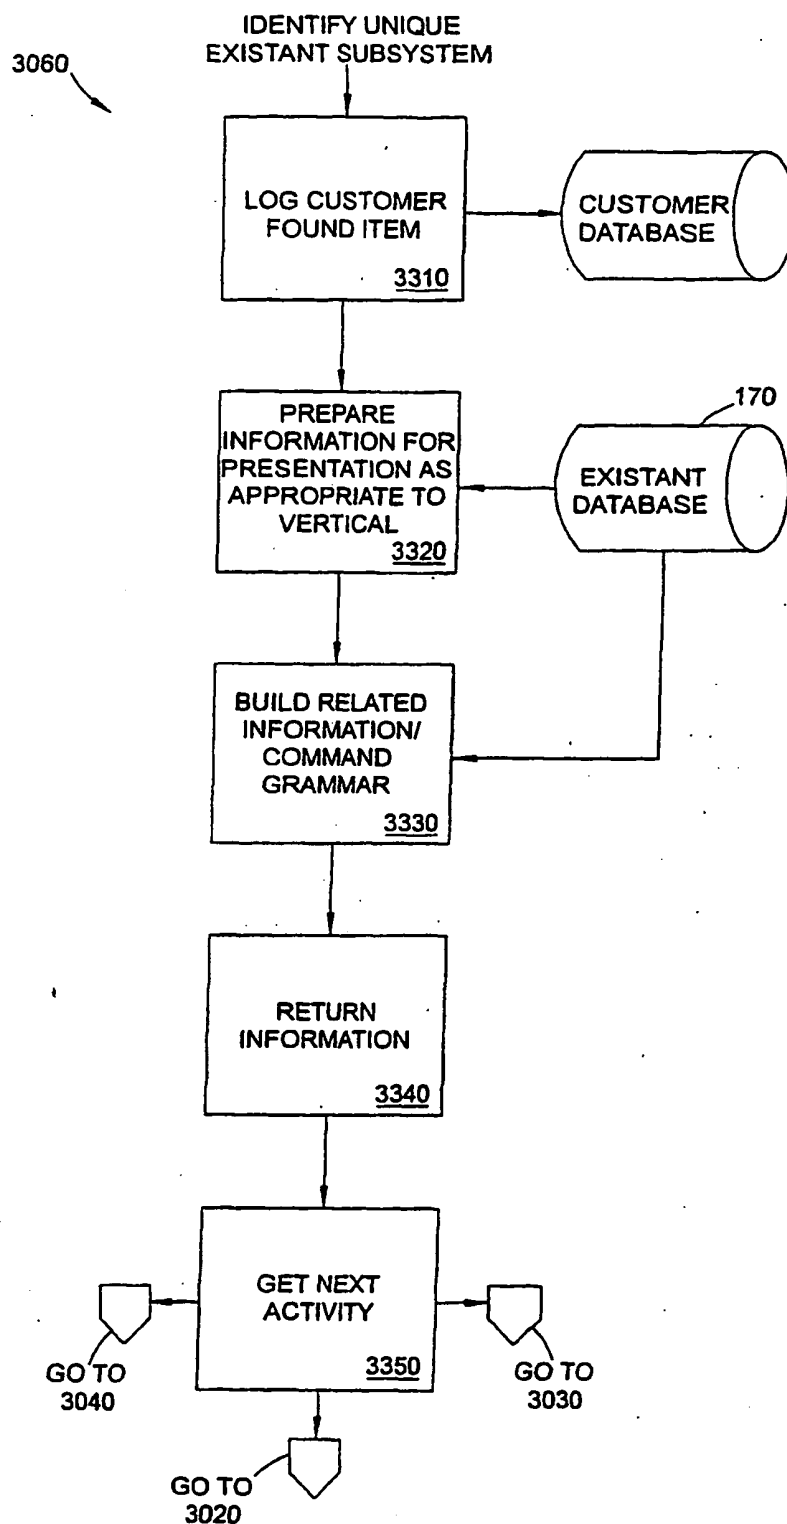 IDENTIFY UNIQUE
EXISTANT SUBSYSTEM
3060
LOG CUSTOMER
FOUND ITEM
3310
CUSTOMER
DATABASE
PREPARE
INFORMATION FOR
PRESENTATION AS
APPROPRIATE TO
VERTICAL
3320
170
EXISTANT
DATABASE
BUILD RELATED
INFORMATION/
COMMAND
GRAMMAR
3330
RETURN
INFORMATION
3340
GET NEXT
ACTIVITY
3350
GO TO
3040
GO TO
3030
GO TO
3020